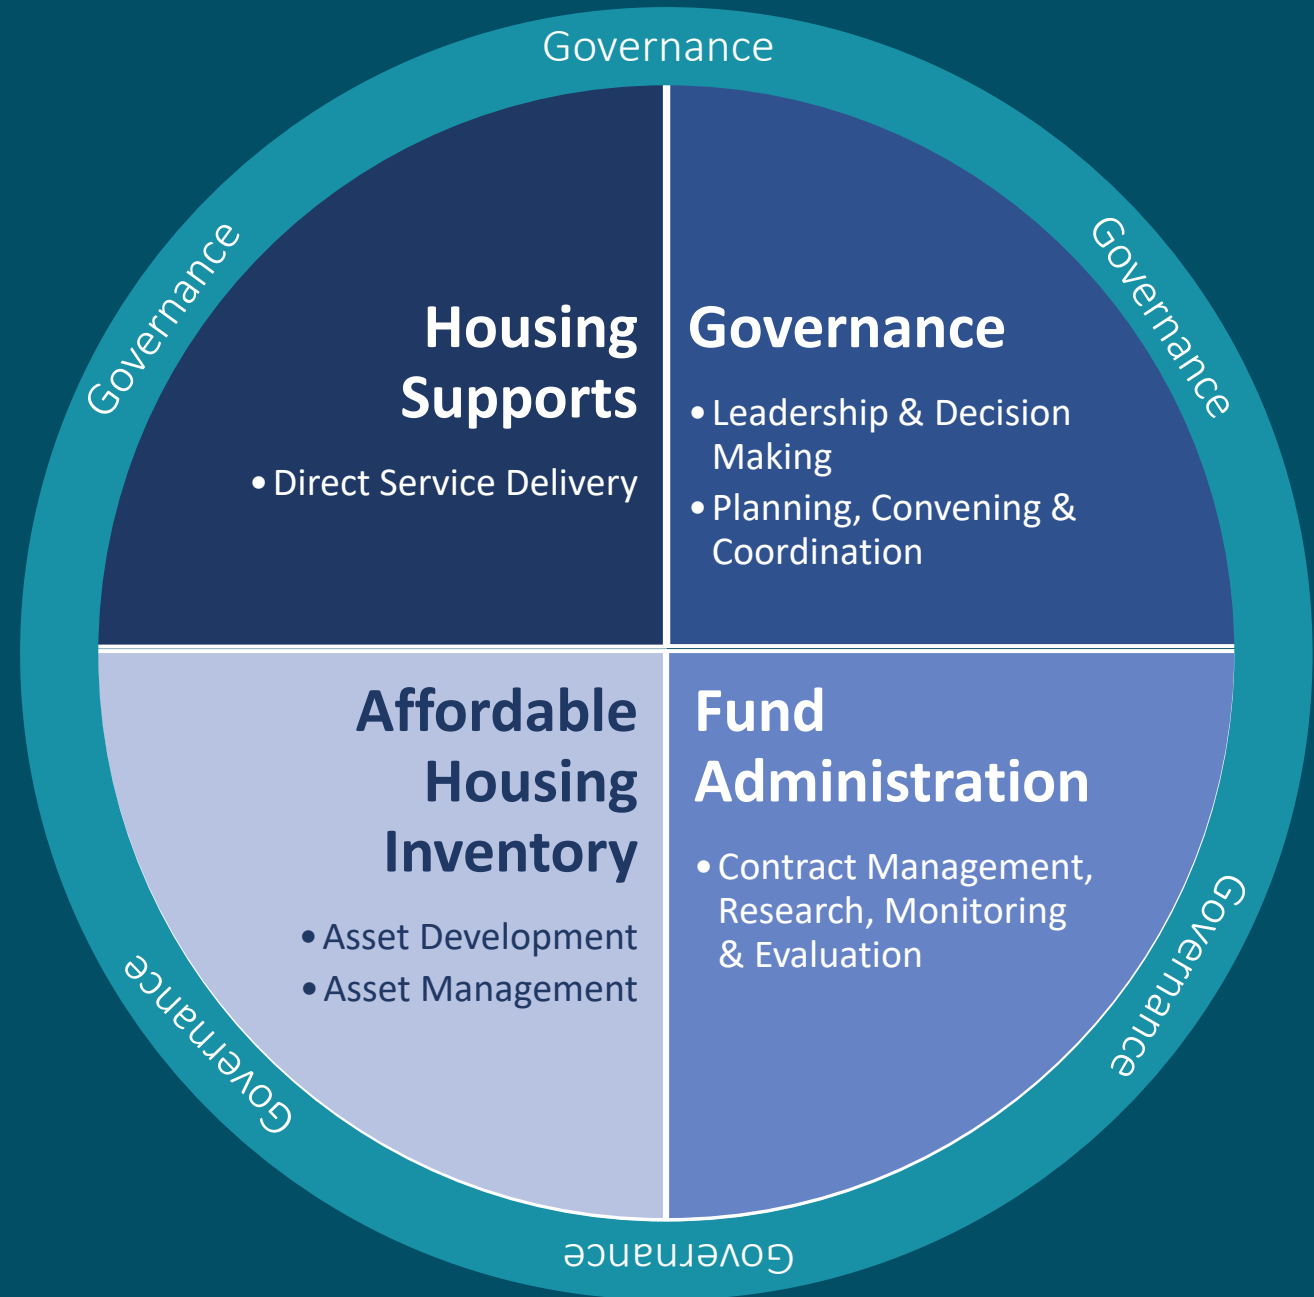 Governance
Governance
Governance
Housing
Supports
•Direct Service Delivery
Governance
•Leadership & Decision
Making
•Planning, Convening &
Coordination
Affordable
Housing
Inventory
•Asset Development
•Asset Management
Fund
Administration
•Contract Management,
Research, Monitoring
& Evaluation
Governance
Governance
Governance